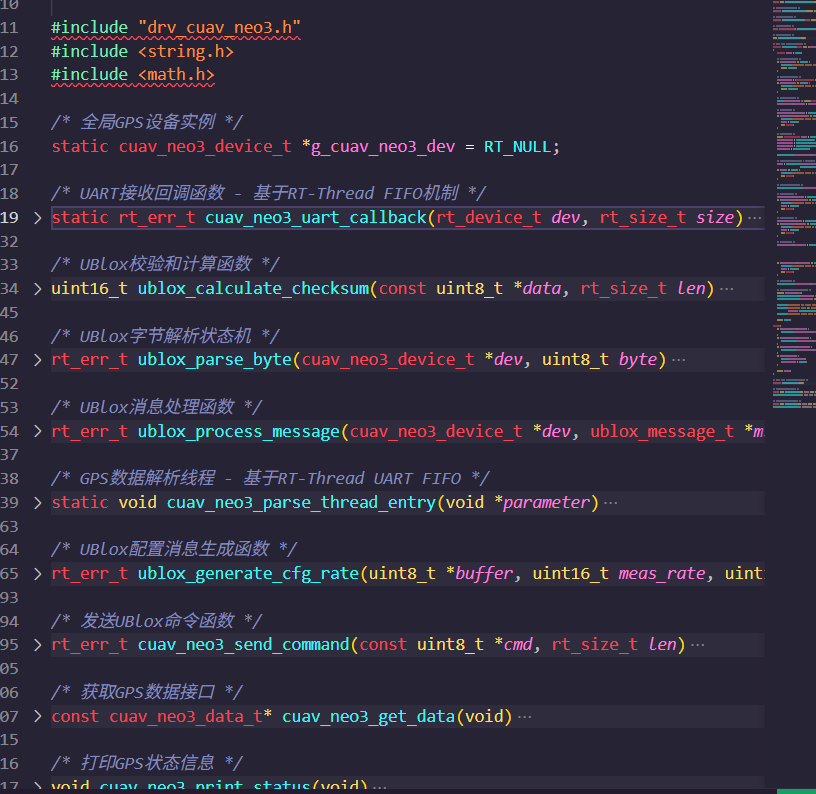 10
11 #include "drv_cuav_neo3.h"
12 #include <string.h>
13 #include <math.h>
14
15 /* 全局GPS设备实例 */
16 static cuav_neo3_device_t *g_cuav_neo3_dev = RT_NULL;
17
18 /* UART接收回调函数 - 基于RT-Thread FIFO机制 */
19 static rt_err_t cuav_neo3_uart_callback(rt_device_t dev, rt_size_t size) ···
32
33 /* UBlox校验和计算函数 */
34 uint16_t ublox_calculate_checksum(const uint8_t *data, rt_size_t len) ···
45
46 /* UBlox字节解析状态机 */
47 rt_err_t ublox_parse_byte(cuav_neo3_device_t *dev, uint8_t byte) ···
52
53 /* UBlox消息处理函数 */
54 rt_err_t ublox_process_message(cuav_neo3_device_t *dev, ublox_message_t *m
37
38 /* GPS数据解析线程 - 基于RT-Thread UART FIFO */
39 static void cuav_neo3_parse_thread_entry(void *parameter) ···
63
64 /* UBlox配置消息生成函数 */
65 rt_err_t ublox_generate_cfg_rate(uint8_t *buffer, uint16_t meas_rate, uint
93
94 /* 发送UBlox命令函数 */
95 rt_err_t cuav_neo3_send_command(const uint8_t *cmd, rt_size_t len) ···
05
06 /* 获取GPS数据接口 */
07 const cuav_neo3_data_t* cuav_neo3_get_data(void) ···
15
16 /* 打印GPS状态信息 */
17 void cuav_neo3_print_status(void) ···